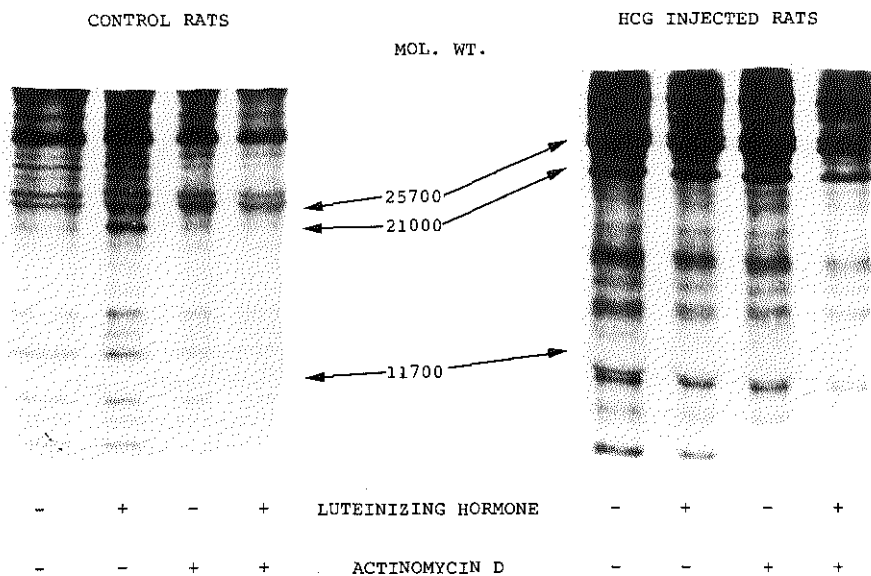 CONTROL RATS
HCG INJECTED RATS
MOL. WT.
25700
21000
11700
- + - + LUTEINIZING HORMONE - + - +
- - + + ACTINOMYCIN D - - + +